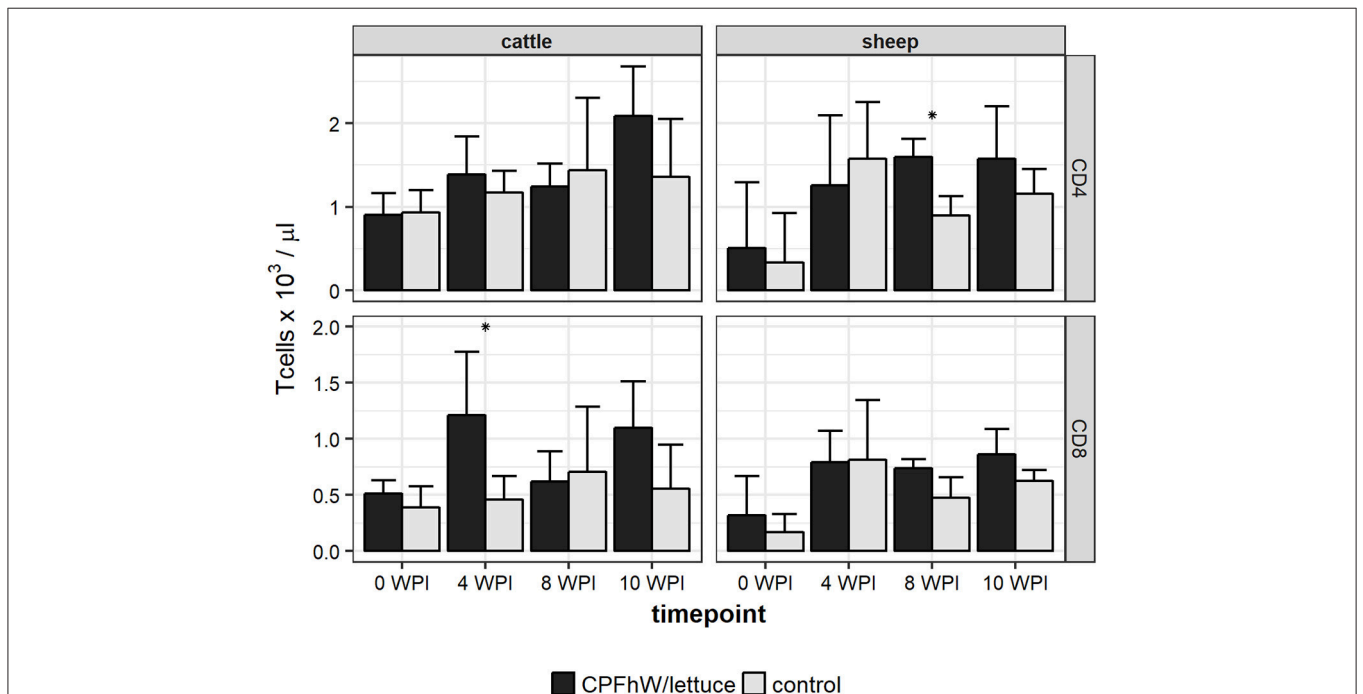 cattle
sheep
Tcells x 10³ / µl
2
1
0
CD4
*
2.0
1.5
1.0
0.5
0.0
*
CD8
0 WPI 4 WPI 8 WPI 10 WPI
0 WPI 4 WPI 8 WPI 10 WPI
timepoint
CPFhW/lettuce control